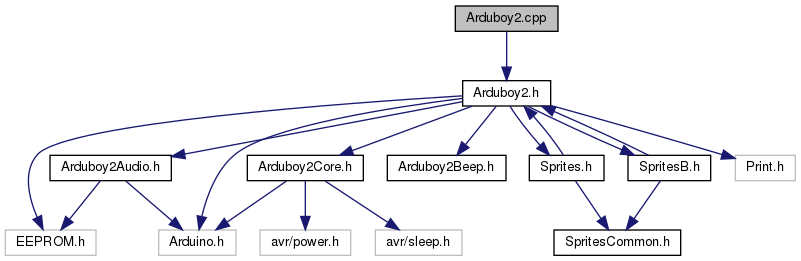 Arduboy2.cpp
Arduboy2.h
Arduboy2Audio.h
Arduboy2Core.h
Arduboy2Beep.h
Sprites.h
SpritesB.h
Print.h
EEPROM.h
Arduino.h
avr/power.h
avr/sleep.h
SpritesCommon.h